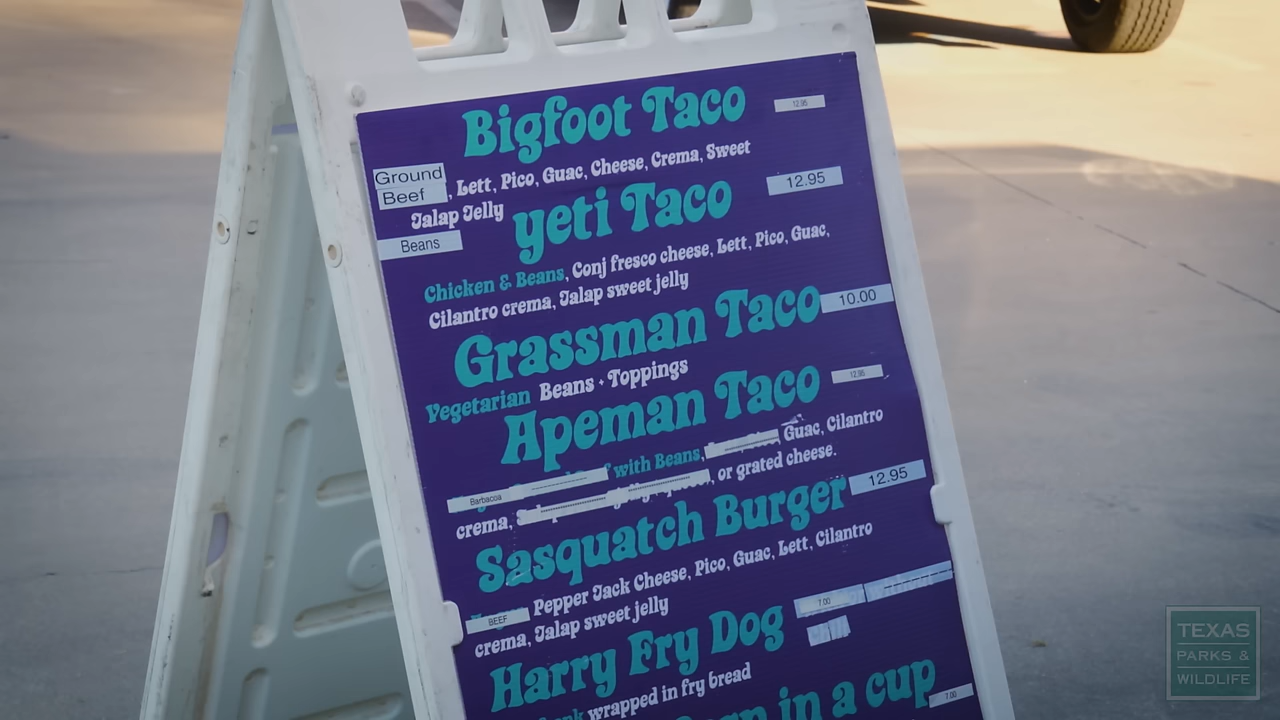 Bigfoot Taco 12.95
Ground
Beef , Lett, Pico, Guac, Cheese, Crema, Sweet
Jalap Jelly
yeti Taco 12.95
Beans
Chicken & Beans, Conj fresco cheese, Lett, Pico, Guac,
Cilantro crema, Jalap sweet jelly
Grassman Taco 10.00
Vegetarian Beans + Toppings
Apeman Taco 12.95
Barbacoa with Beans, Guac, Cilantro
crema, or grated cheese.
Sasquatch Burger 12.95
BEEF Pepper Jack Cheese, Pico, Guac, Lett, Cilantro
crema, Jalap sweet jelly
Harry Fry Dog 7.00
wrapped in fry bread
in a cup 7.00
TEXAS
PARKS &
WILDLIFE